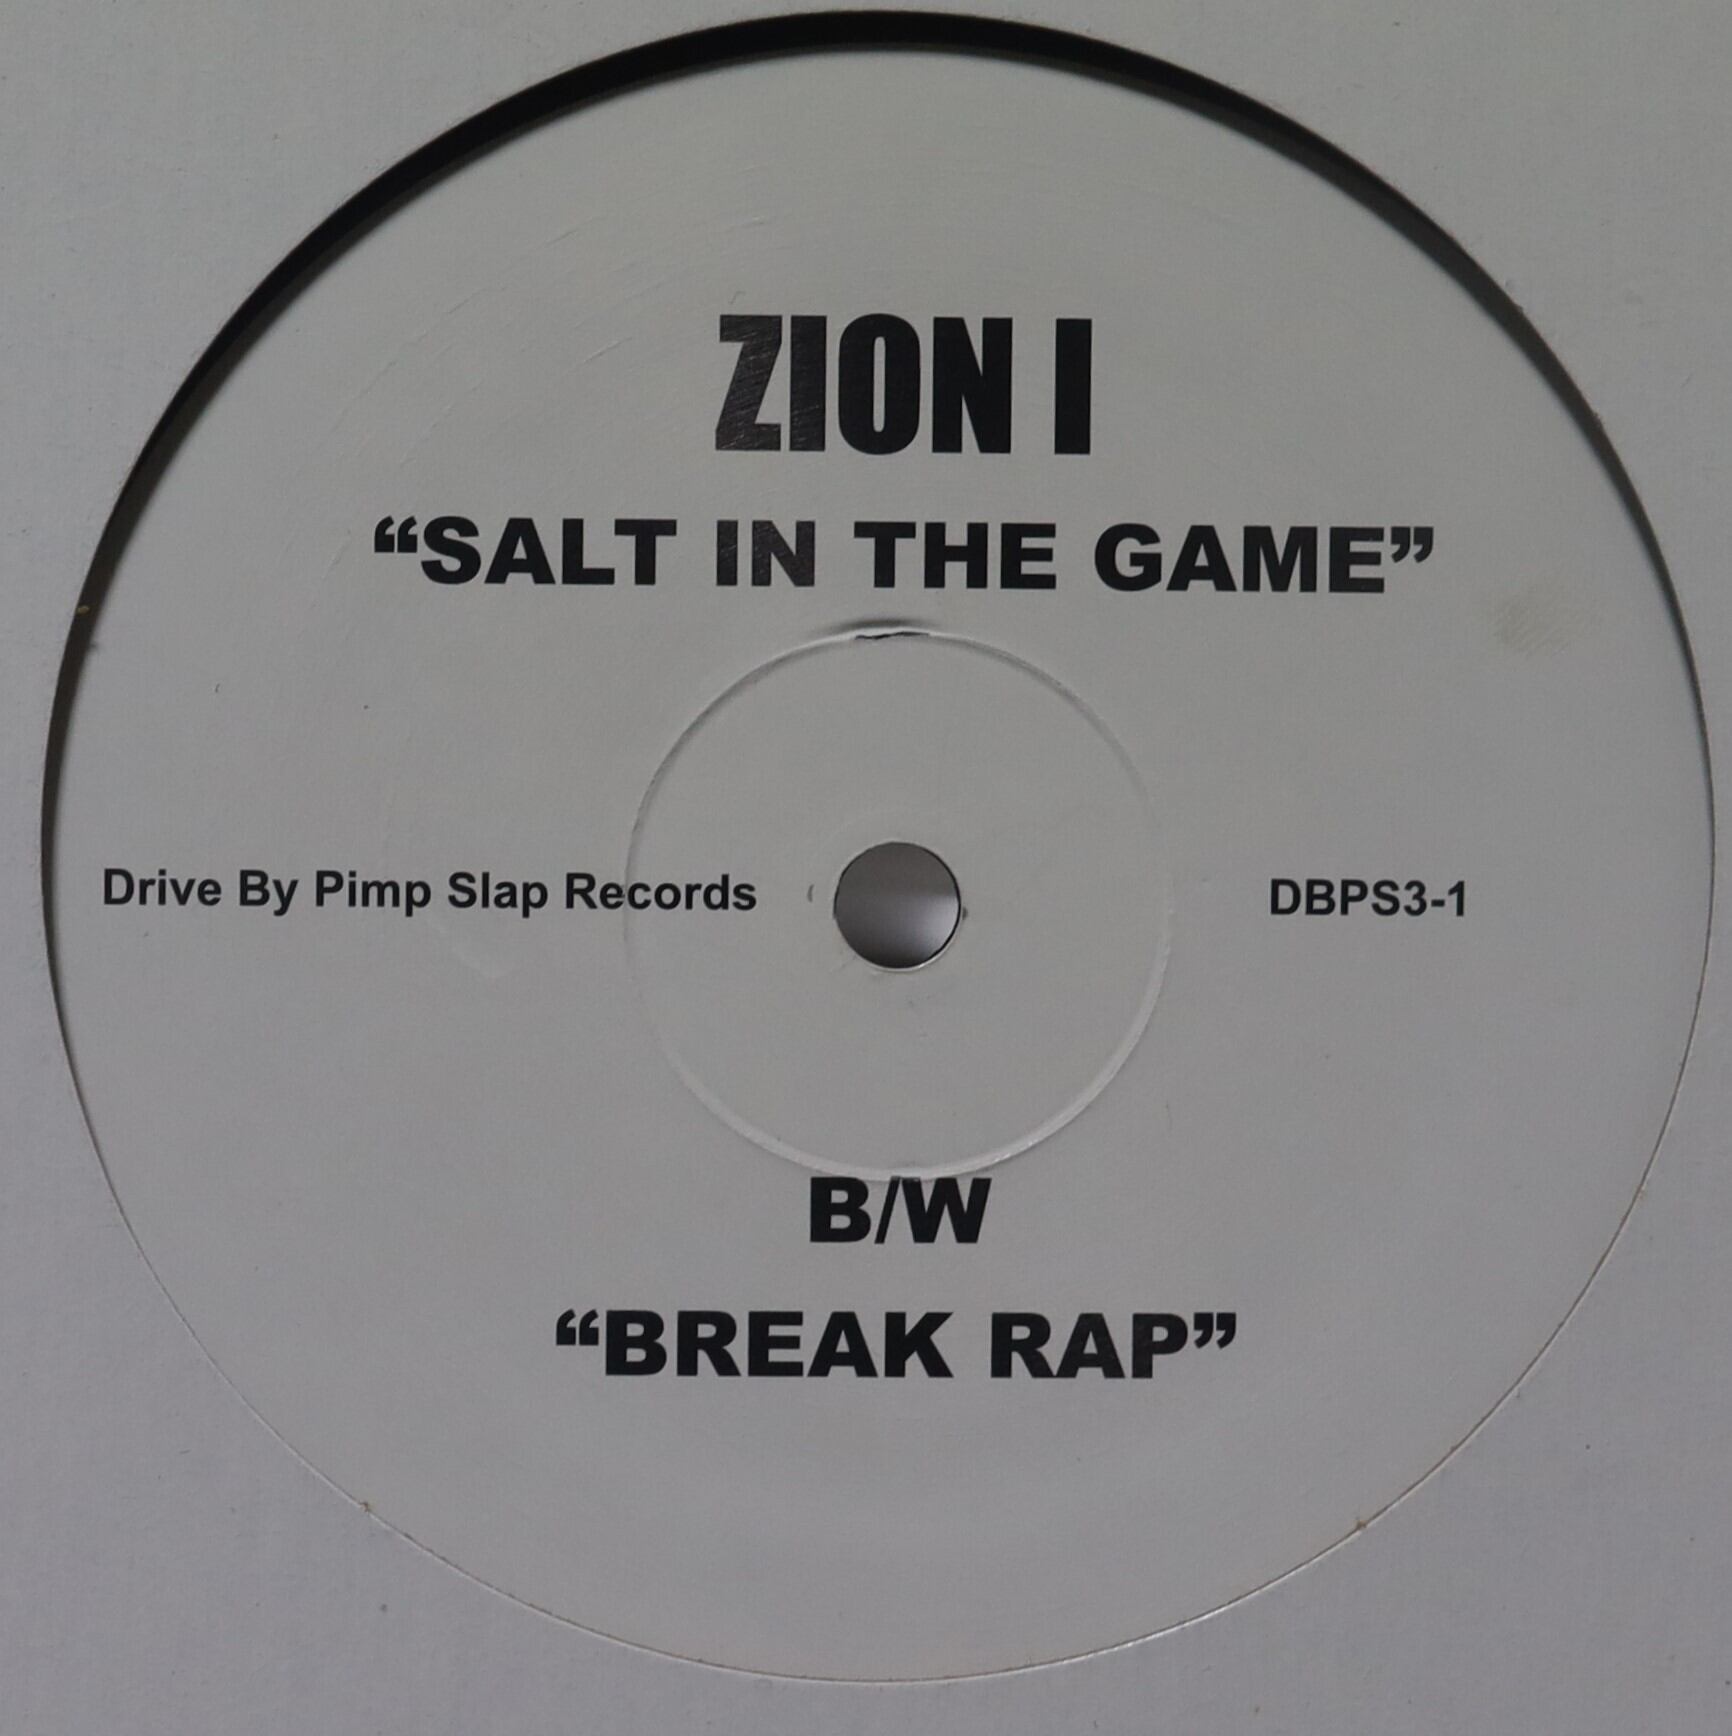 ZION I
“SALT IN THE GAME”
Drive By Pimp Slap Records
DBPS3-1
B/W
“BREAK RAP”